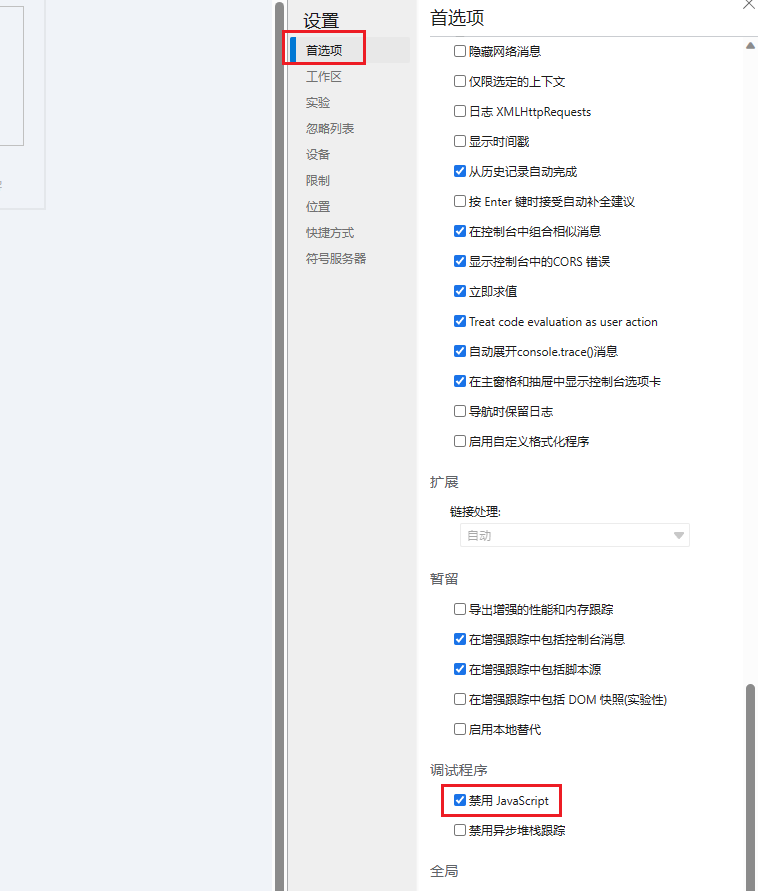 设置
首选项
工作区
实验
忽略列表
设备
限制
位置
快捷方式
符号服务器
首选项
隐藏网络消息
仅限选定的上下文
日志 XMLHttpRequests
显示时间戳
从历史记录自动完成
按 Enter 键时接受自动补全建议
在控制台中组合相似消息
显示控制台中的CORS 错误
立即求值
Treat code evaluation as user action
自动展开console.trace()消息
在主窗格和抽屉中显示控制台选项卡
导航时保留日志
启用自定义格式化程序
扩展
链接处理:
自动
暂留
导出增强的性能和内存跟踪
在增强跟踪中包括控制台消息
在增强跟踪中包括脚本源
在增强跟踪中包括 DOM 快照(实验性)
启用本地替代
调试程序
禁用 JavaScript
禁用异步堆栈跟踪
全局